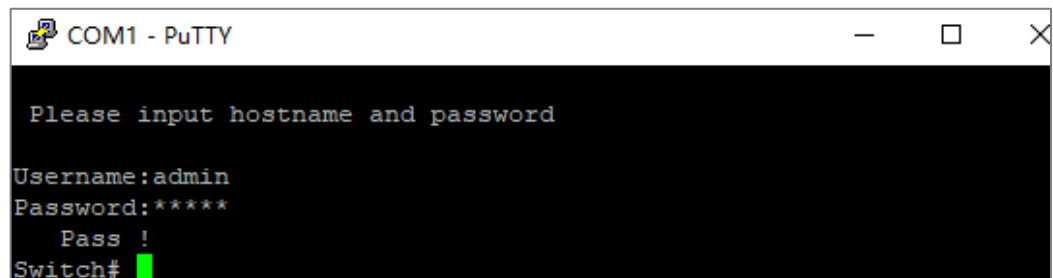 COM1 - PuTTY
Please input hostname and password
Username:admin
Password:*****
Pass !
Switch#